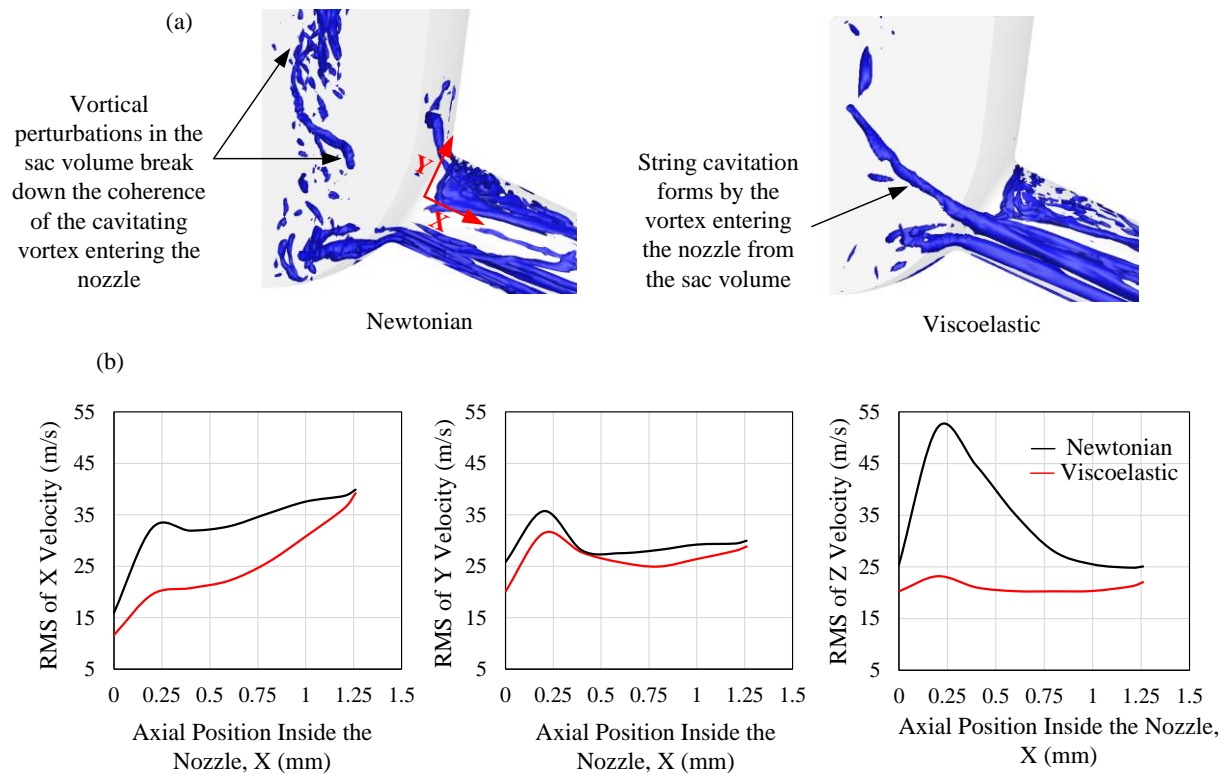 (a)
Vortical
perturbations in the
sac volume break
down the coherence
of the cavitating
vortex entering the
nozzle
Y
X
Newtonian
String cavitation
forms by the
vortex entering
the nozzle from
the sac volume
Viscoelastic
(b)
RMS of X Velocity (m/s)
55
45
35
25
15
5
0 0.25 0.5 0.75 1 1.25 1.5
Axial Position Inside the
Nozzle, X (mm)
RMS of Y Velocity (m/s)
55
45
35
25
15
5
0 0.25 0.5 0.75 1 1.25 1.5
Axial Position Inside the
Nozzle, X (mm)
RMS of Z Velocity (m/s)
55
45
35
25
15
5
Newtonian
Viscoelastic
0 0.25 0.5 0.75 1 1.25 1.5
Axial Position Inside the Nozzle,
X (mm)